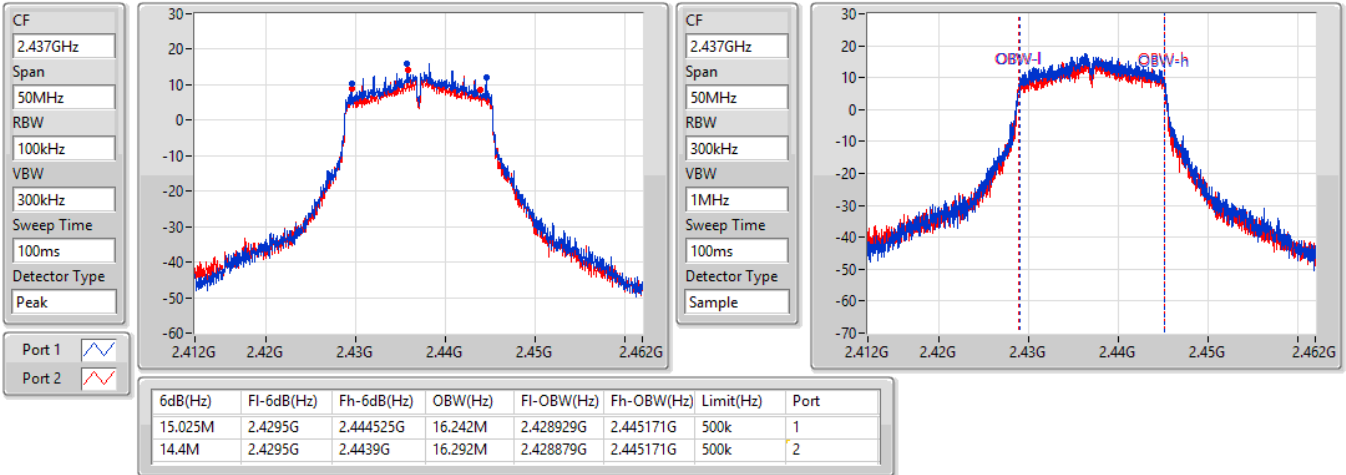 CF
2.437GHz
Span
50MHz
RBW
100kHz
VBW
300kHz
Sweep Time
100ms
Detector Type
Peak
Port 1
Port 2
30
20
10
0
-10
-20
-30
-40
-50
-60
2.412G 2.42G 2.43G 2.44G 2.45G 2.462G
CF
2.437GHz
Span
50MHz
RBW
300kHz
VBW
1MHz
Sweep Time
100ms
Detector Type
Sample
30
20
10
0
-10
-20
-30
-40
-50
-60
-70
OBW-l OBW-h
2.412G 2.42G 2.43G 2.44G 2.45G 2.462G
6dB(Hz) Fl-6dB(Hz) Fh-6dB(Hz) OBW(Hz) Fl-OBW(Hz) Fh-OBW(Hz) Limit(Hz) Port
15.025M 2.4295G 2.444525G 16.242M 2.428929G 2.445171G 500k 1
14.4M 2.4295G 2.4439G 16.292M 2.428879G 2.445171G 500k 2